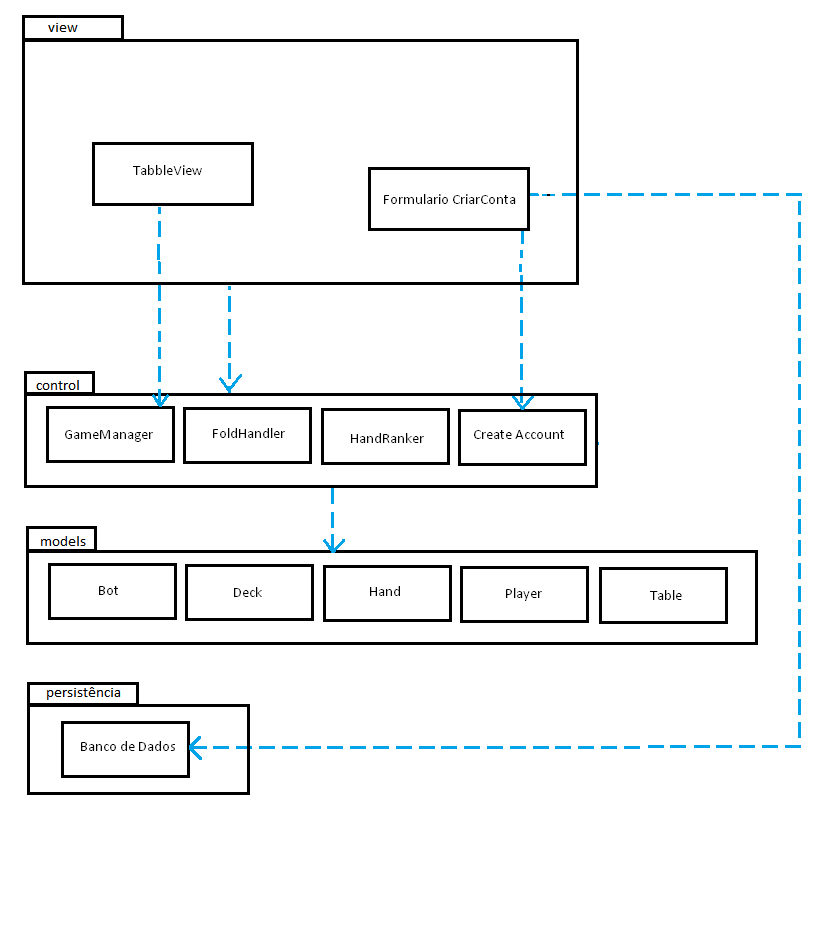 view
TabbleView
Formulario CriarConta
control
GameManager
FoldHandler
HandRanker
Create Account
models
Bot
Deck
Hand
Player
Table
persistência
Banco de Dados